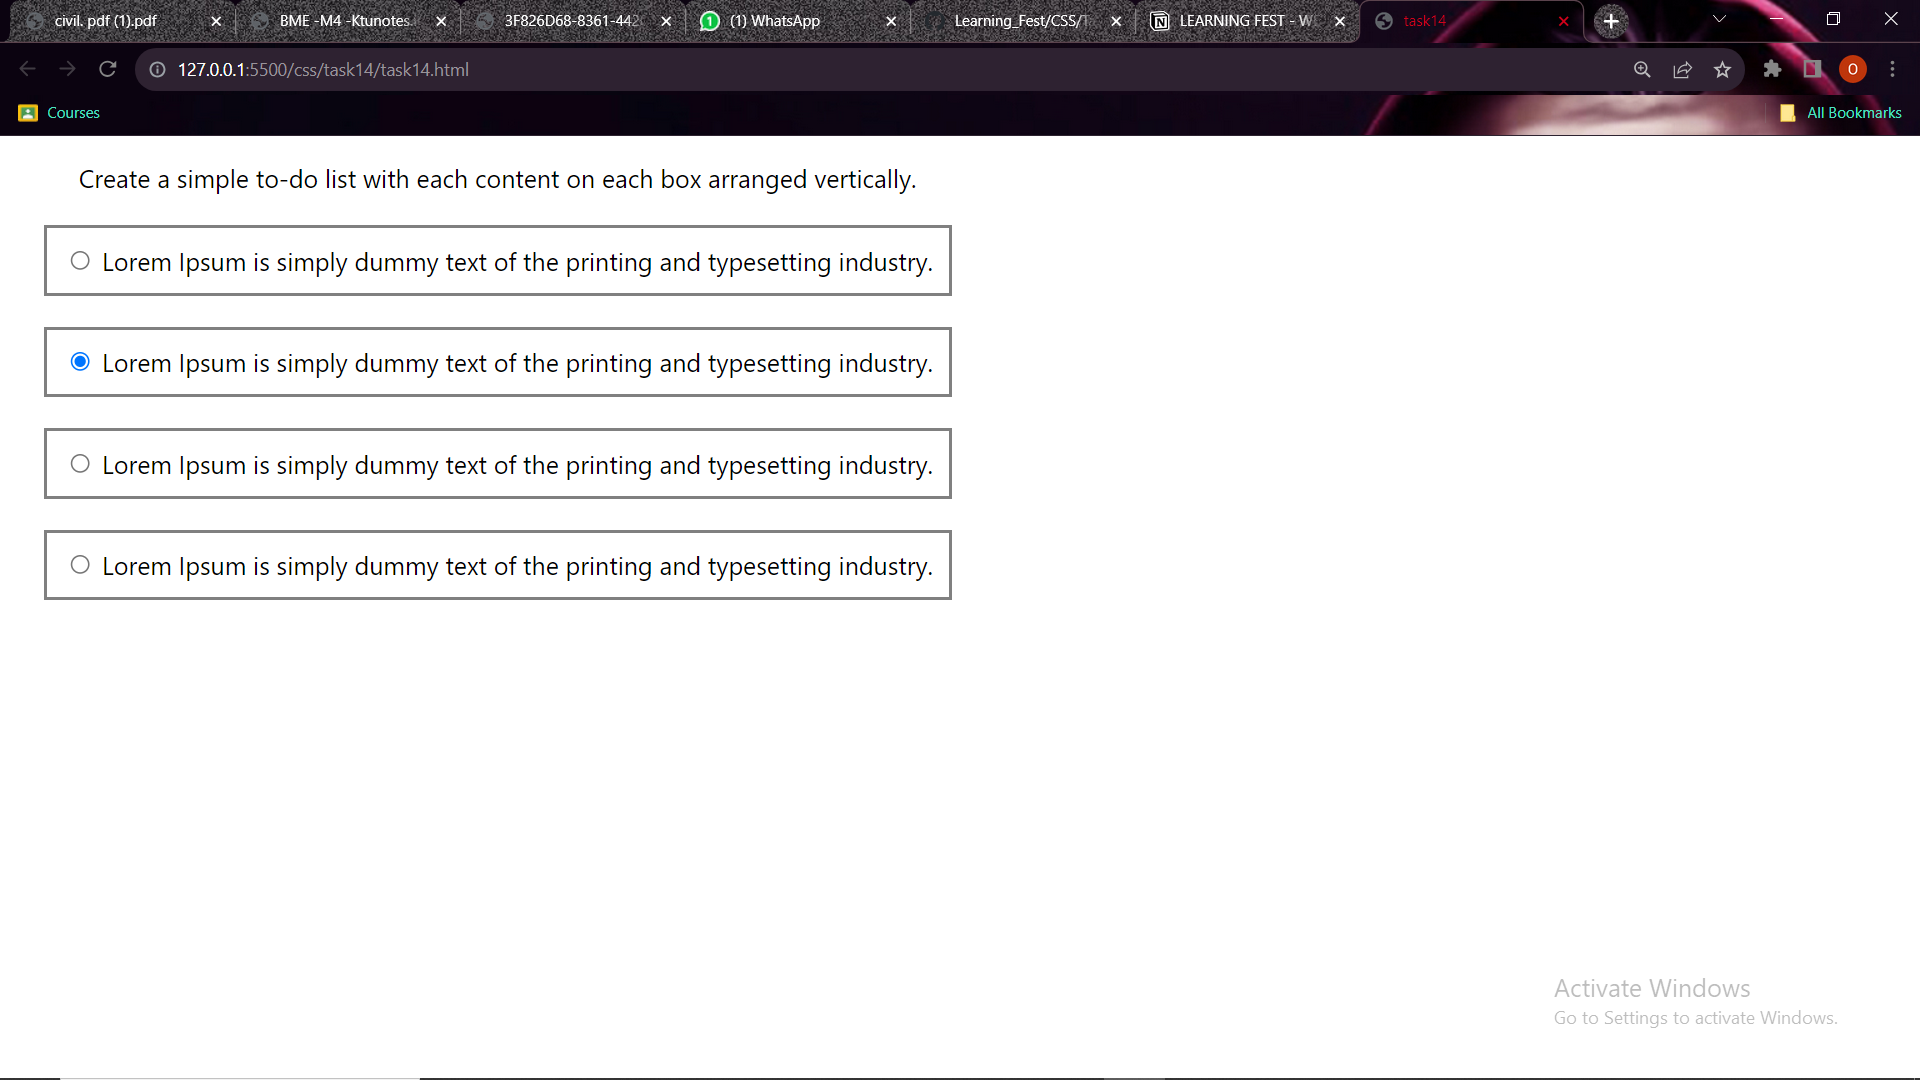 civil. pdf (1).pdf
BME -M4 -Ktunotes.
3F826D68-8361-442
1 (1) WhatsApp
Learning_Fest/CSS/T
LEARNING FEST - W
task14
127.0.0.1:5500/css/task14/task14.html
O
Courses
All Bookmarks
Create a simple to-do list with each content on each box arranged vertically.
Lorem Ipsum is simply dummy text of the printing and typesetting industry.
Lorem Ipsum is simply dummy text of the printing and typesetting industry.
Lorem Ipsum is simply dummy text of the printing and typesetting industry.
Lorem Ipsum is simply dummy text of the printing and typesetting industry.
Activate Windows
Go to Settings to activate Windows.